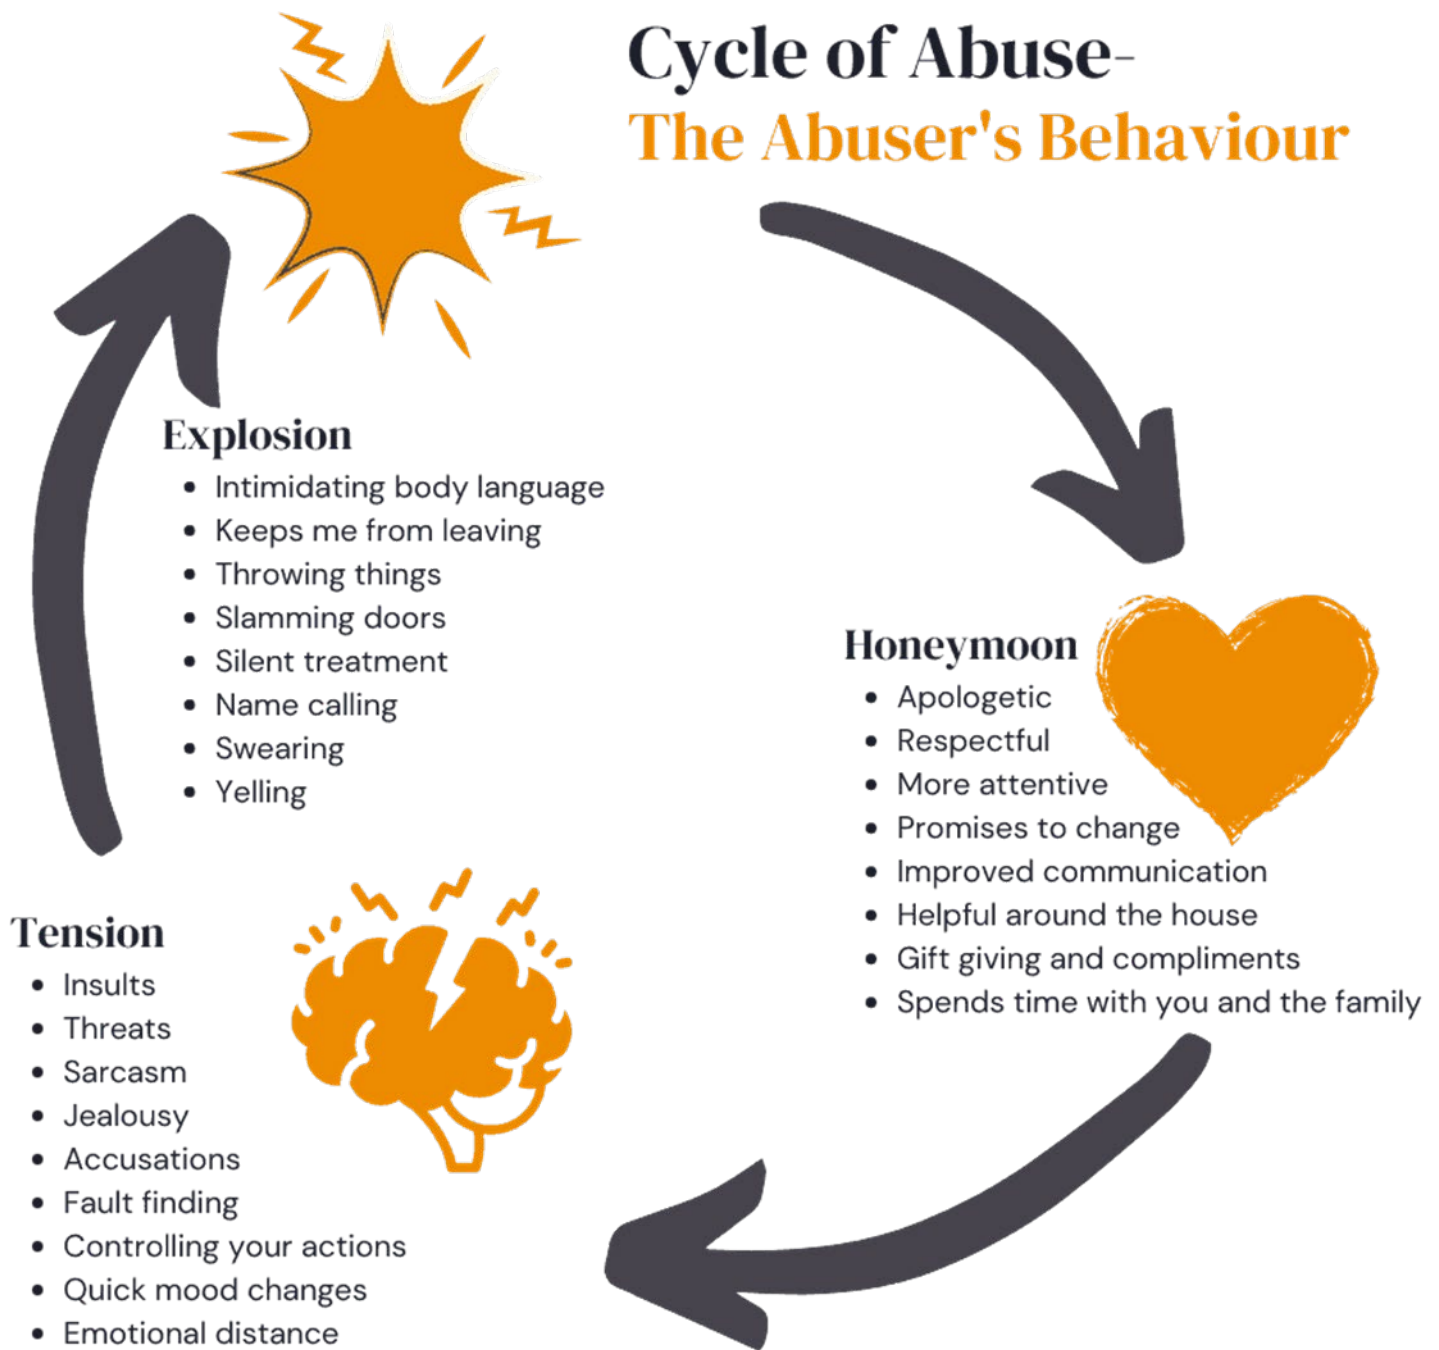 Cycle of Abuse-
The Abuser's Behaviour
Explosion
• Intimidating body language
• Keeps me from leaving
• Throwing things
• Slamming doors
• Silent treatment
• Name calling
• Swearing
• Yelling
Honeymoon
• Apologetic
• Respectful
• More attentive
• Promises to change
• Improved communication
• Helpful around the house
• Gift giving and compliments
• Spends time with you and the family
Tension
• Insults
• Threats
• Sarcasm
• Jealousy
• Accusations
• Fault finding
• Controlling your actions
• Quick mood changes
• Emotional distance